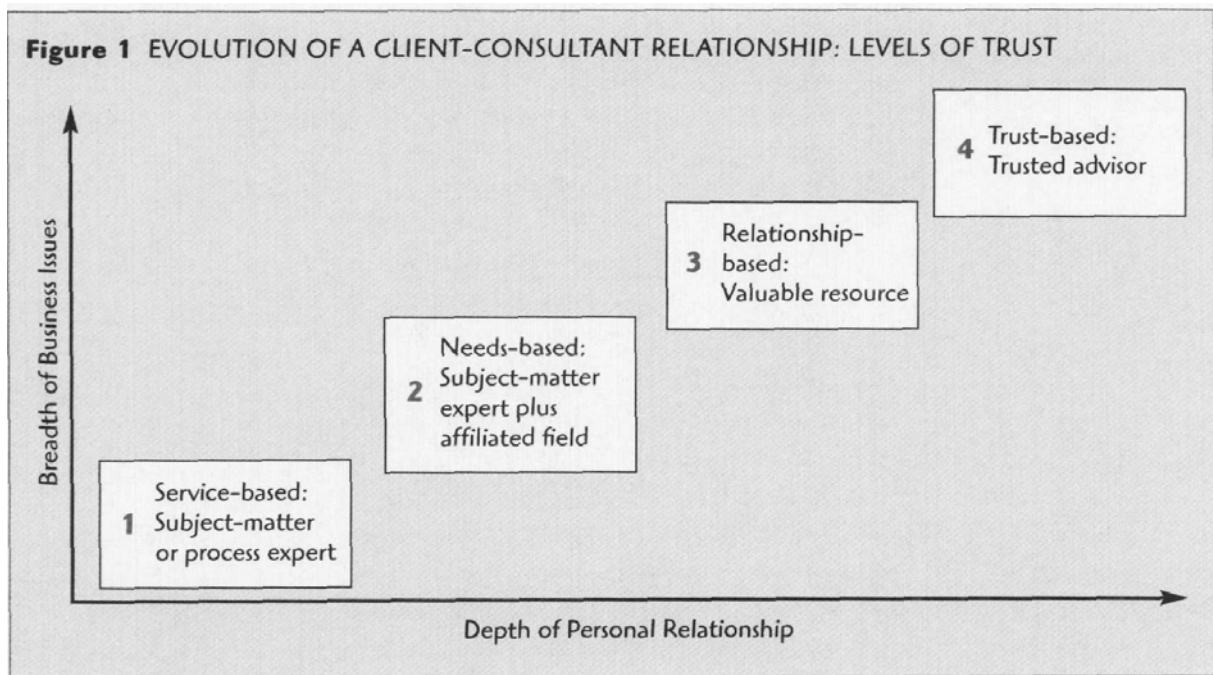 Figure 1 EVOLUTION OF A CLIENT-CONSULTANT RELATIONSHIP: LEVELS OF TRUST
Breadth of Business Issues
4 Trust-based:
Trusted advisor
Relationship-
3 based:
Valuable resource
Needs-based:
Subject-matter
2 expert plus
affiliated field
Service-based:
1 Subject-matter
or process expert
Depth of Personal Relationship